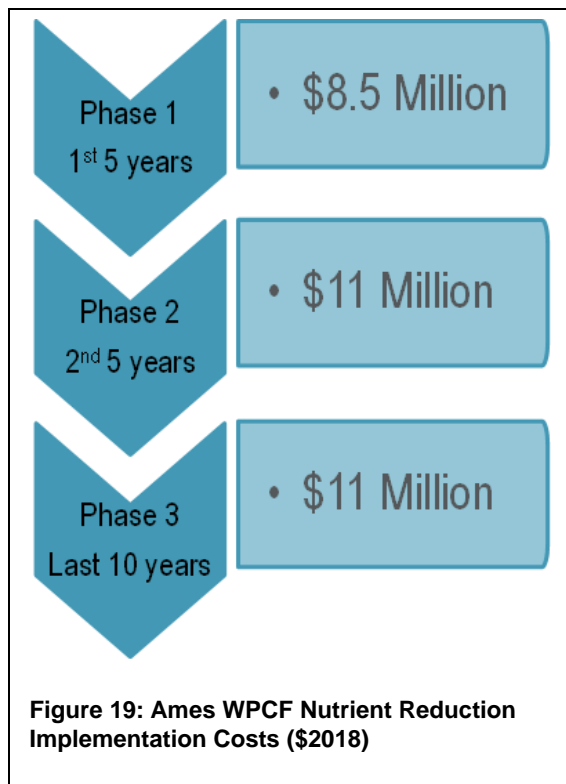 Phase 1
1st 5 years
• $8.5 Million
Phase 2
2nd 5 years
• $11 Million
Phase 3
Last 10 years
• $11 Million
Figure 19: Ames WPCF Nutrient Reduction
Implementation Costs ($2018)